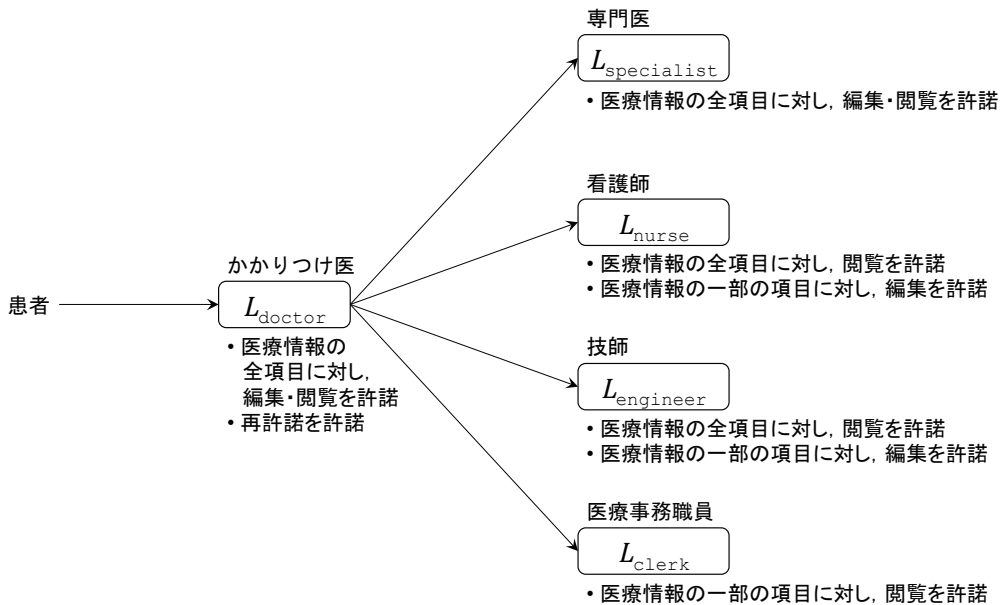 専門医
L_specialist
• 医療情報の全項目に対し, 編集・閲覧を許諾
看護師
L_nurse
• 医療情報の全項目に対し, 閲覧を許諾
• 医療情報の一部の項目に対し, 編集を許諾
患者
かかりつけ医
L_doctor
• 医療情報の
全項目に対し,
編集・閲覧を許諾
• 再許諾を許諾
技師
L_engineer
• 医療情報の全項目に対し, 閲覧を許諾
• 医療情報の一部の項目に対し, 編集を許諾
医療事務職員
L_clerk
• 医療情報の一部の項目に対し, 閲覧を許諾